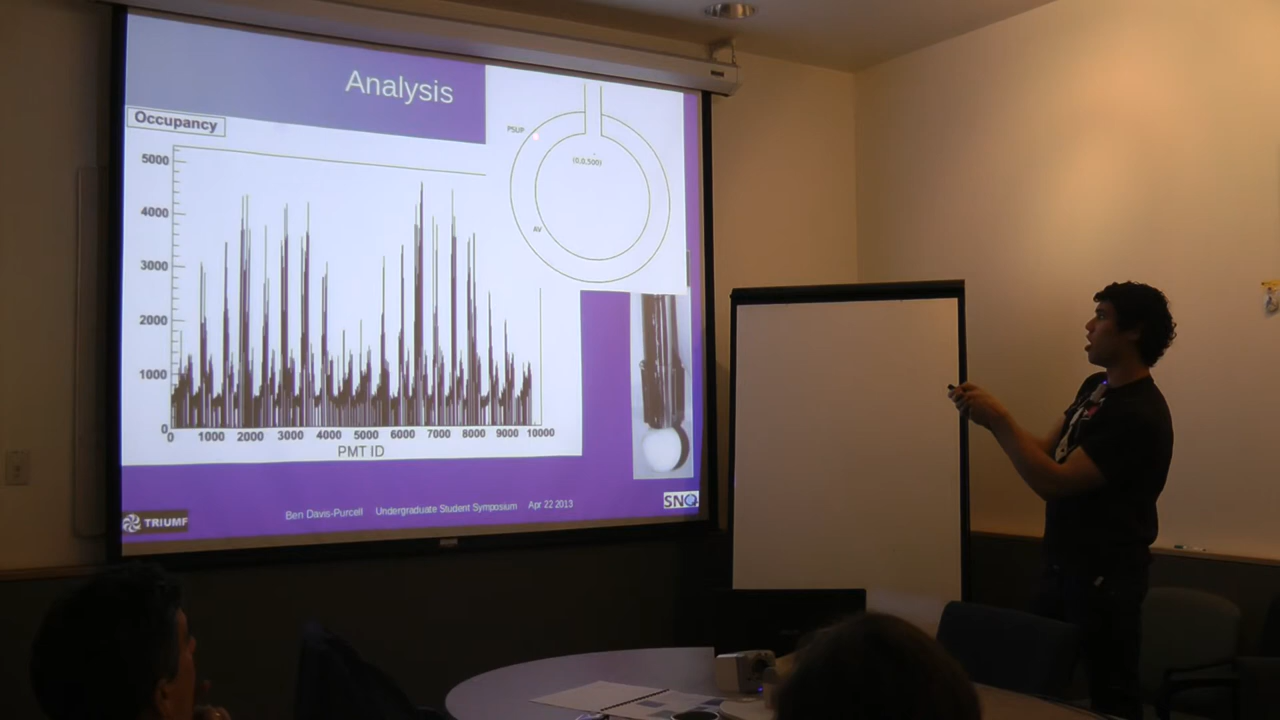 Analysis
Occupancy
5000
4000
3000
2000
1000
0
0 1000 2000 3000 4000 5000 6000 7000 8000 9000 10000
PMT ID
PSUP
(0,0,500)
AV
TRIUMF
Ben Davis-Purcell Undergraduate Student Symposium Apr 22 2013
SNO